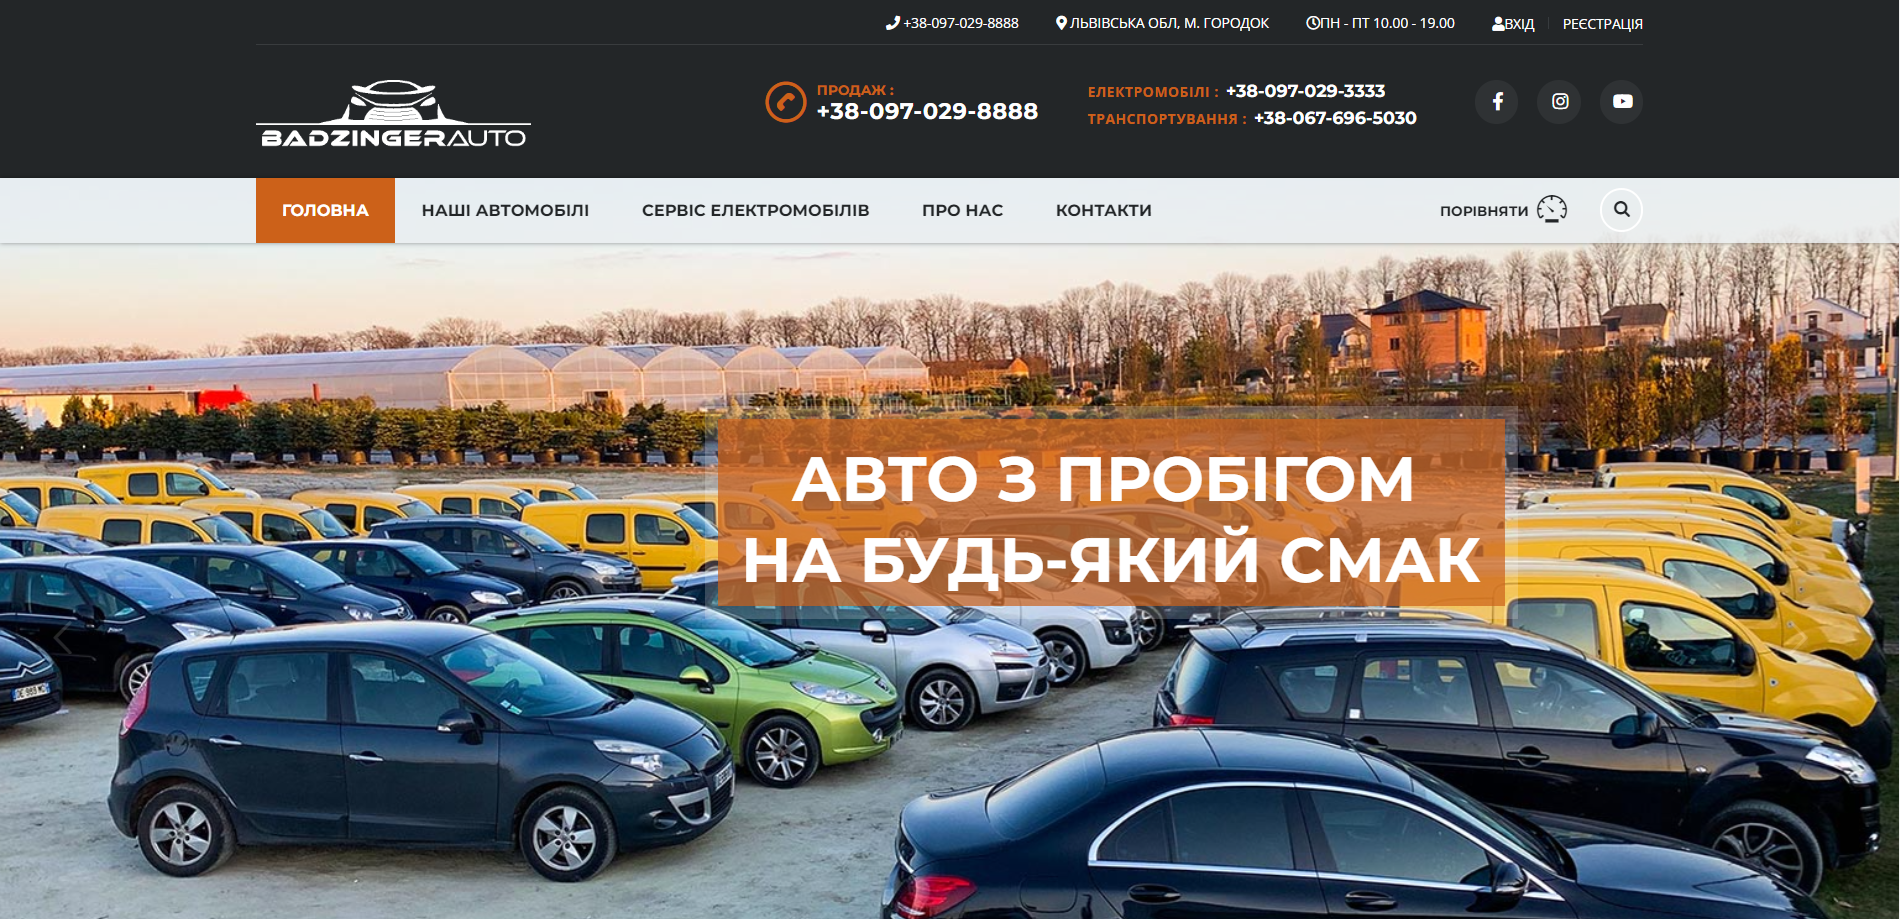 +38-097-029-8888
ЛЬВІВСЬКА ОБЛ, М. ГОРОДОК
ПН - ПТ 10.00 - 19.00
ВХІД
РЕЄСТРАЦІЯ
BADZINGERAUTO
ПРОДАЖ :
+38-097-029-8888
ЕЛЕКТРОМОБІЛІ : +38-097-029-3333
ТРАНСПОРТУВАННЯ : +38-067-696-5030
ГОЛОВНА
НАШІ АВТОМОБІЛІ
СЕРВІС ЕЛЕКТРОМОБІЛІВ
ПРО НАС
КОНТАКТИ
ПОРІВНЯТИ
АВТО З ПРОБІГОМ
НА БУДЬ-ЯКИЙ СМАК